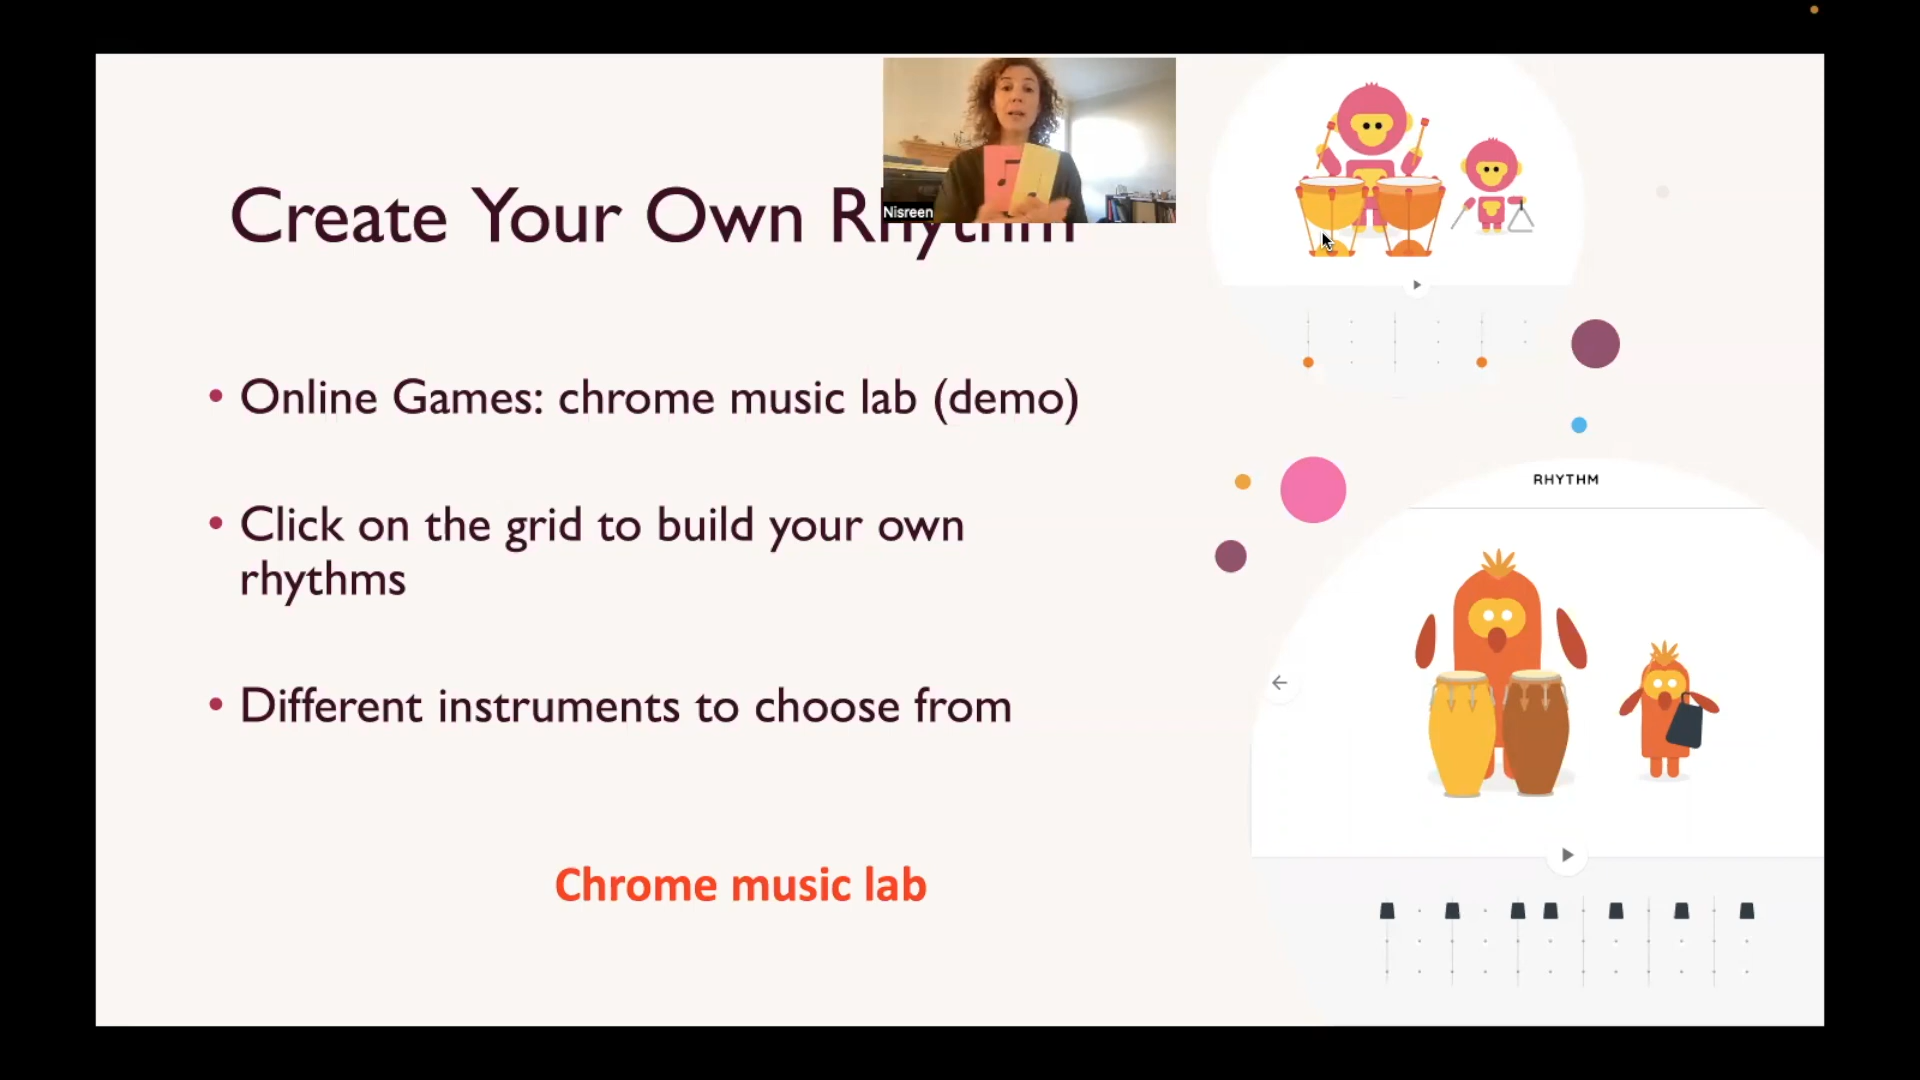 Create Your Own Rhythm
Nisreen
• Online Games: chrome music lab (demo)
• Click on the grid to build your own
rhythms
• Different instruments to choose from
Chrome music lab
RHYTHM